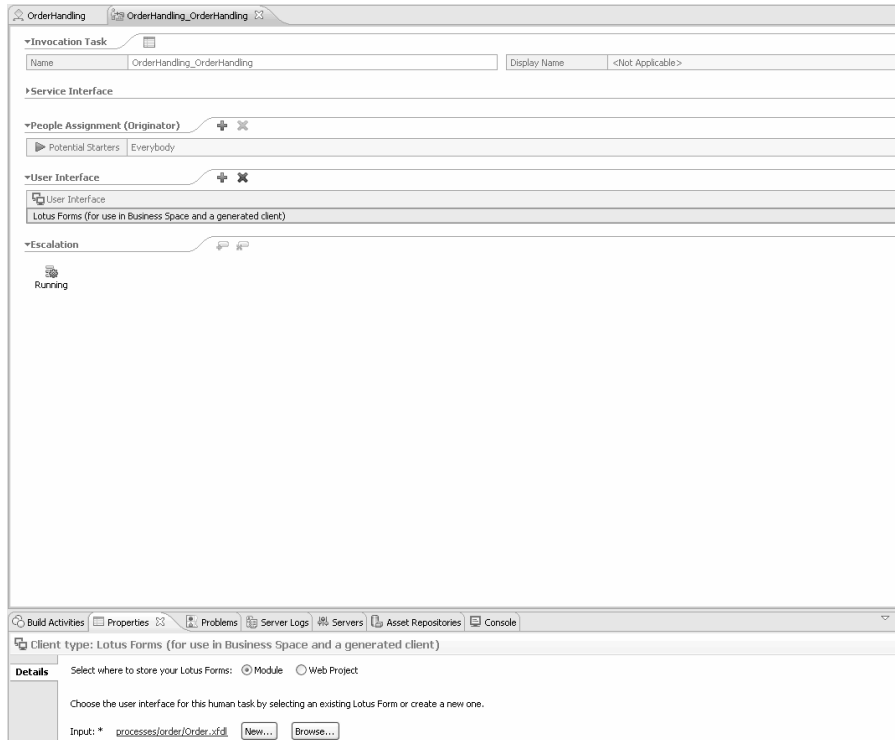 OrderHandling OrderHandling_OrderHandling
Invocation Task
Name OrderHandling_OrderHandling Display Name <Not Applicable>
Service Interface
People Assignment (Originator)
Potential Starters Everybody
User Interface
User Interface
Lotus Forms (for use in Business Space and a generated client)
Escalation
Running
Build Activities Properties Problems Server Logs Servers Asset Repositories Console
Client type: Lotus Forms (for use in Business Space and a generated client)
Details Select where to store your Lotus Forms: Module Web Project
Choose the user interface for this human task by selecting an existing Lotus Form or create a new one.
Input: * processes/order/Order.xfdl New... Browse...